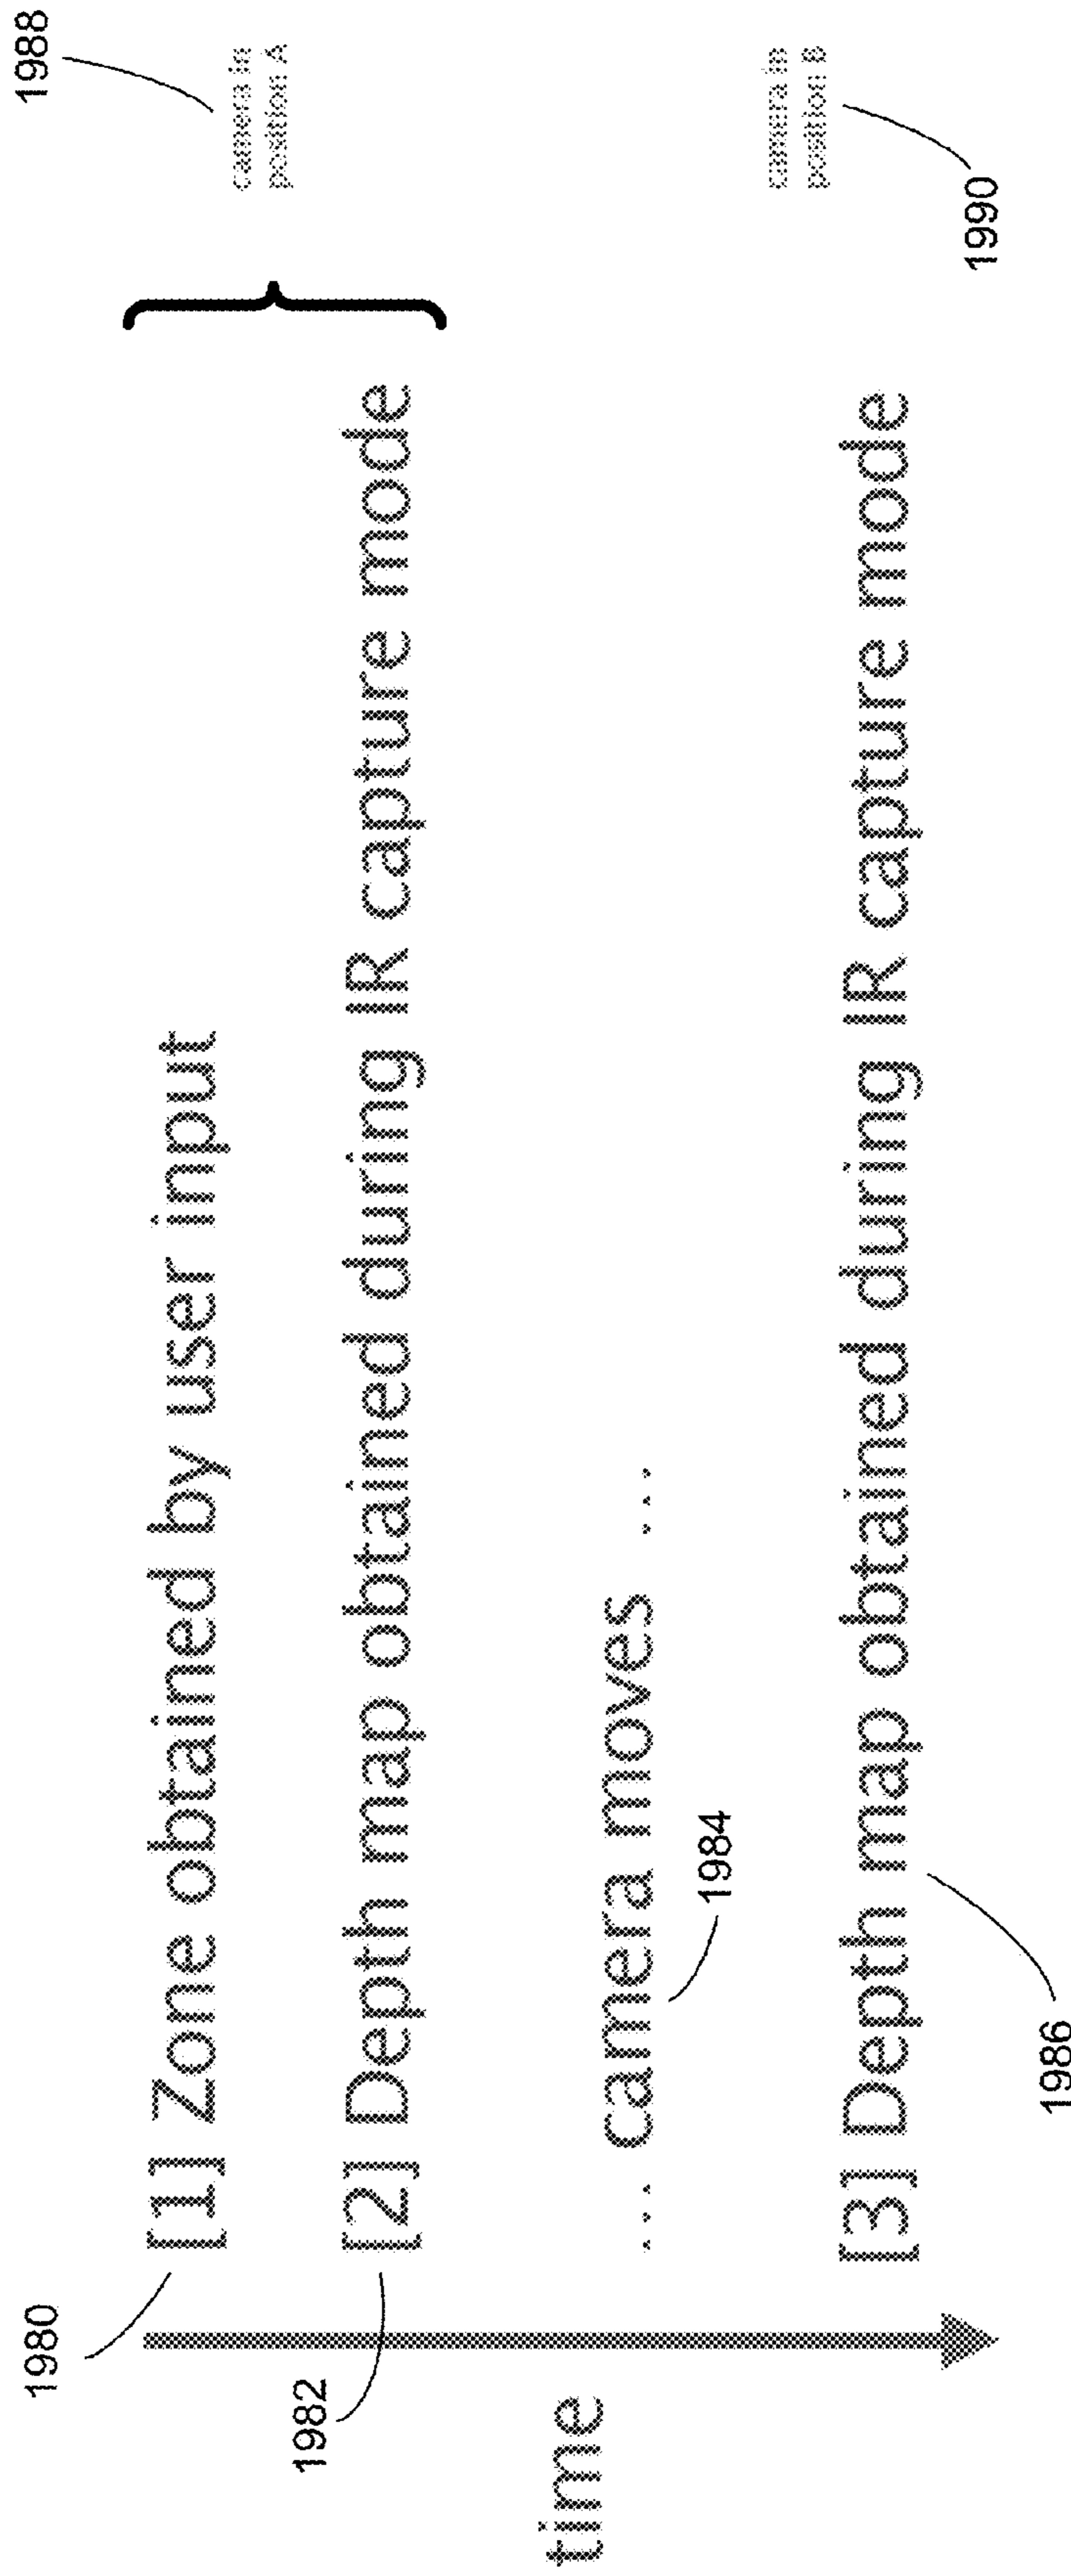 1980
[1] Zone obtained by user input
1988
camera in
position A
1982
[2] Depth map obtained during IR capture mode
time
... camera moves ...
1984
[3] Depth map obtained during IR capture mode
1986
camera in
position B
1990